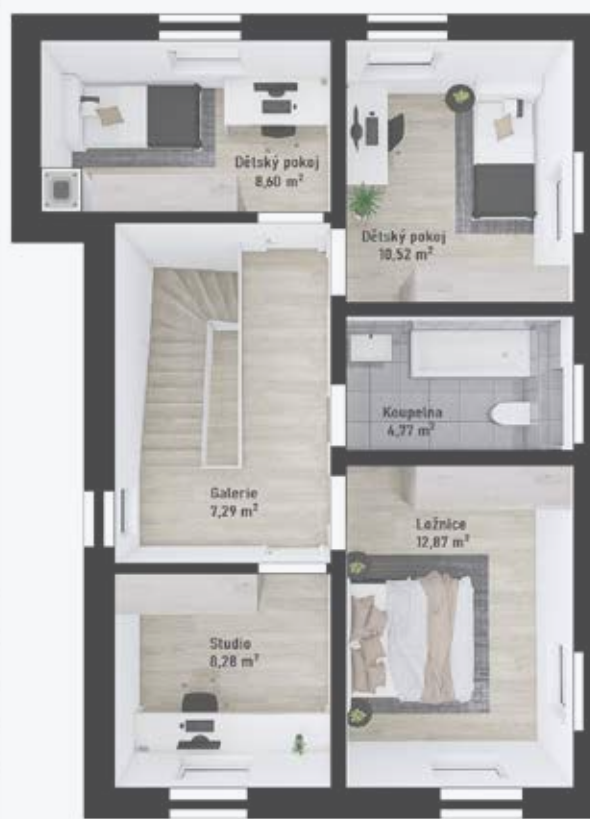 Dětský pokoj
8,60 m²
Dětský pokoj
10,52 m²
Koupelna
4,77 m²
Galerie
7,29 m²
Ložnice
12,87 m²
Studio
8,28 m²